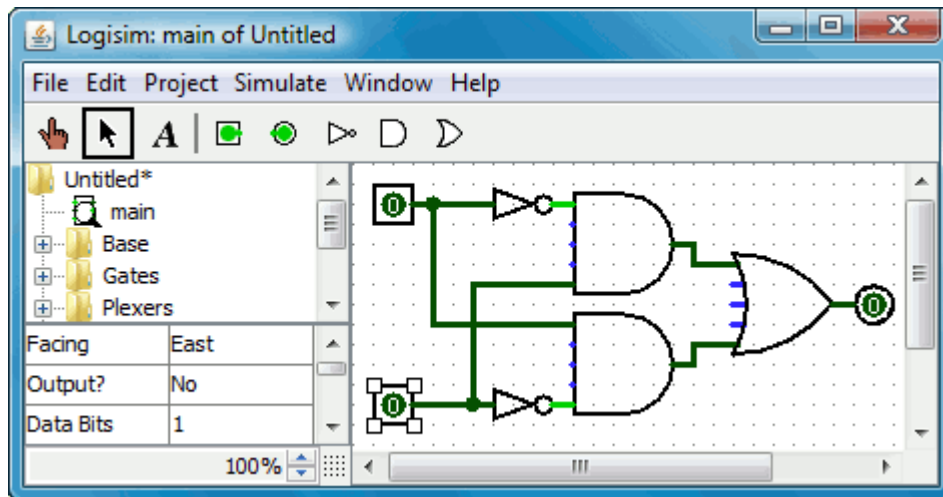 Logisim: main of Untitled
File Edit Project Simulate Window Help
A
Untitled*
main
Base
Gates
Plexers
Facing East
Output? No
Data Bits 1
100%
0
0
0